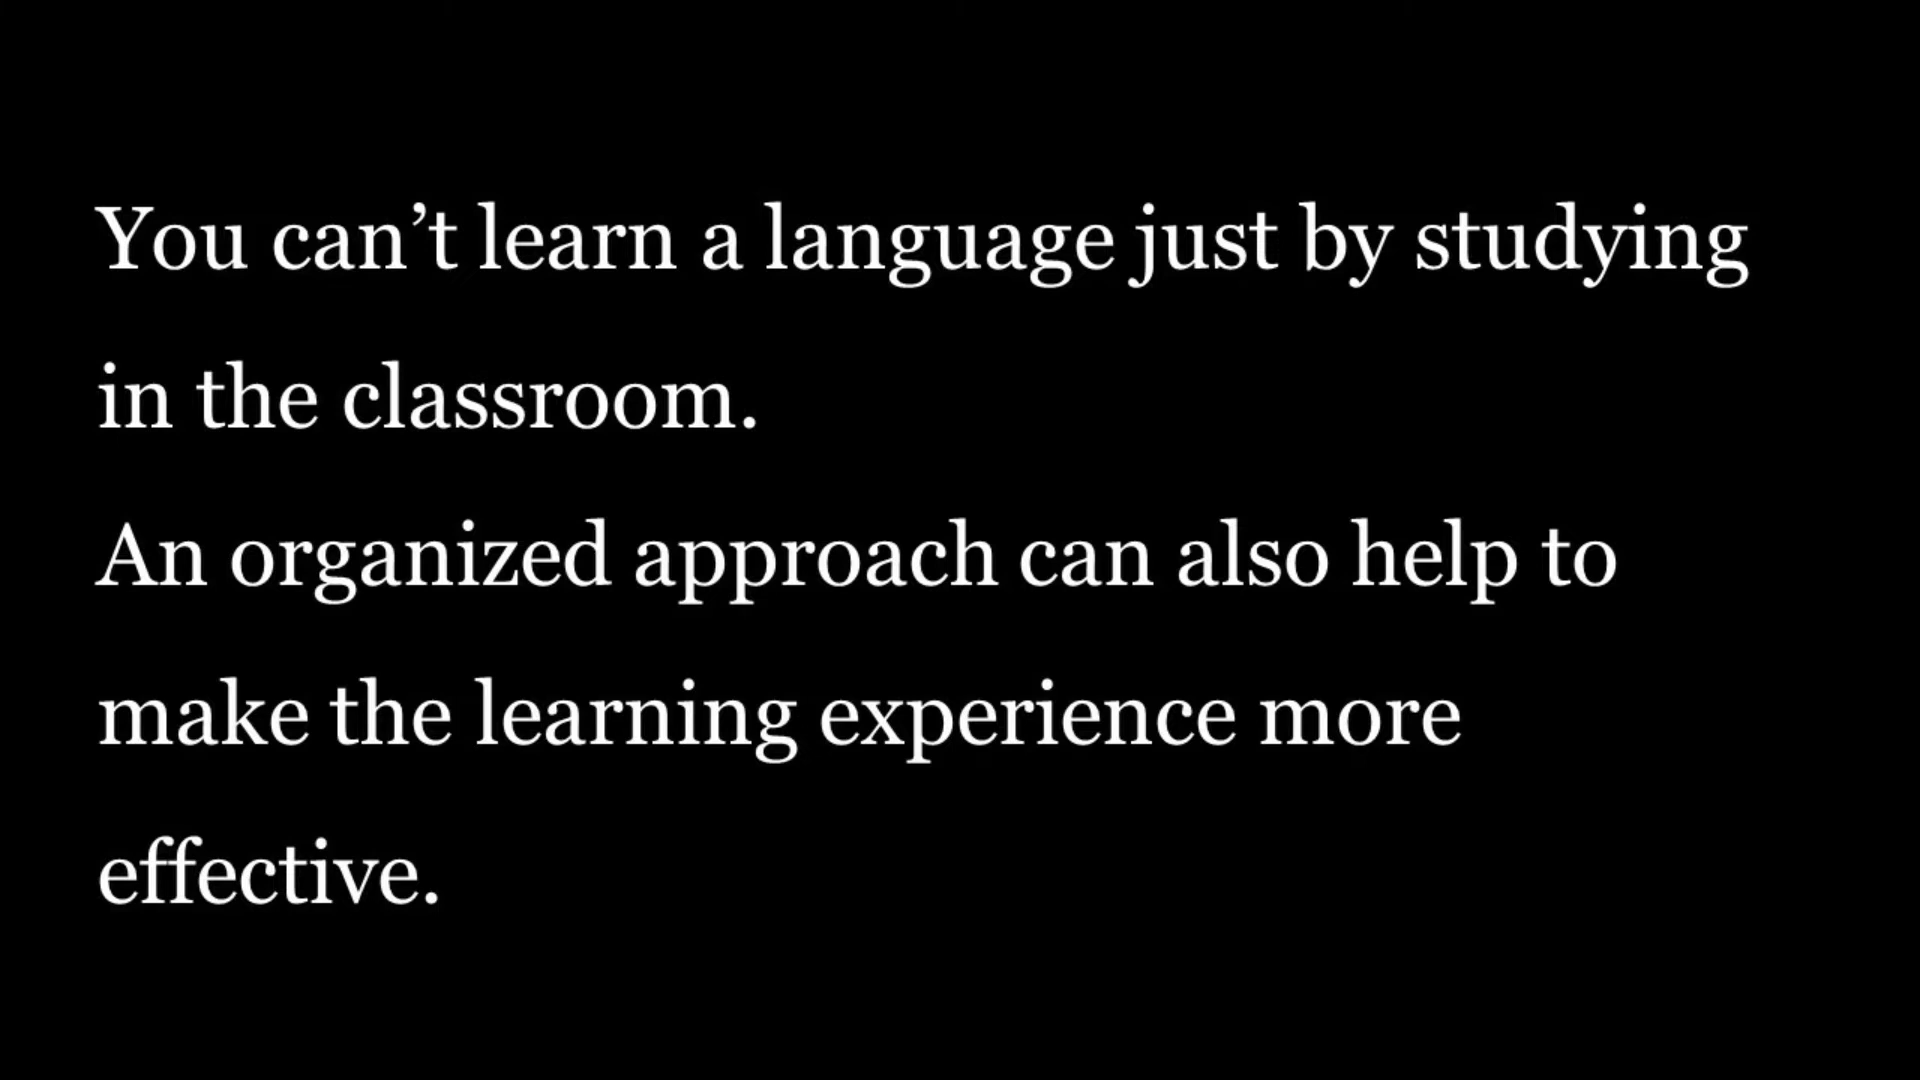 You can’t learn a language just by studying
in the classroom.
An organized approach can also help to
make the learning experience more
effective.